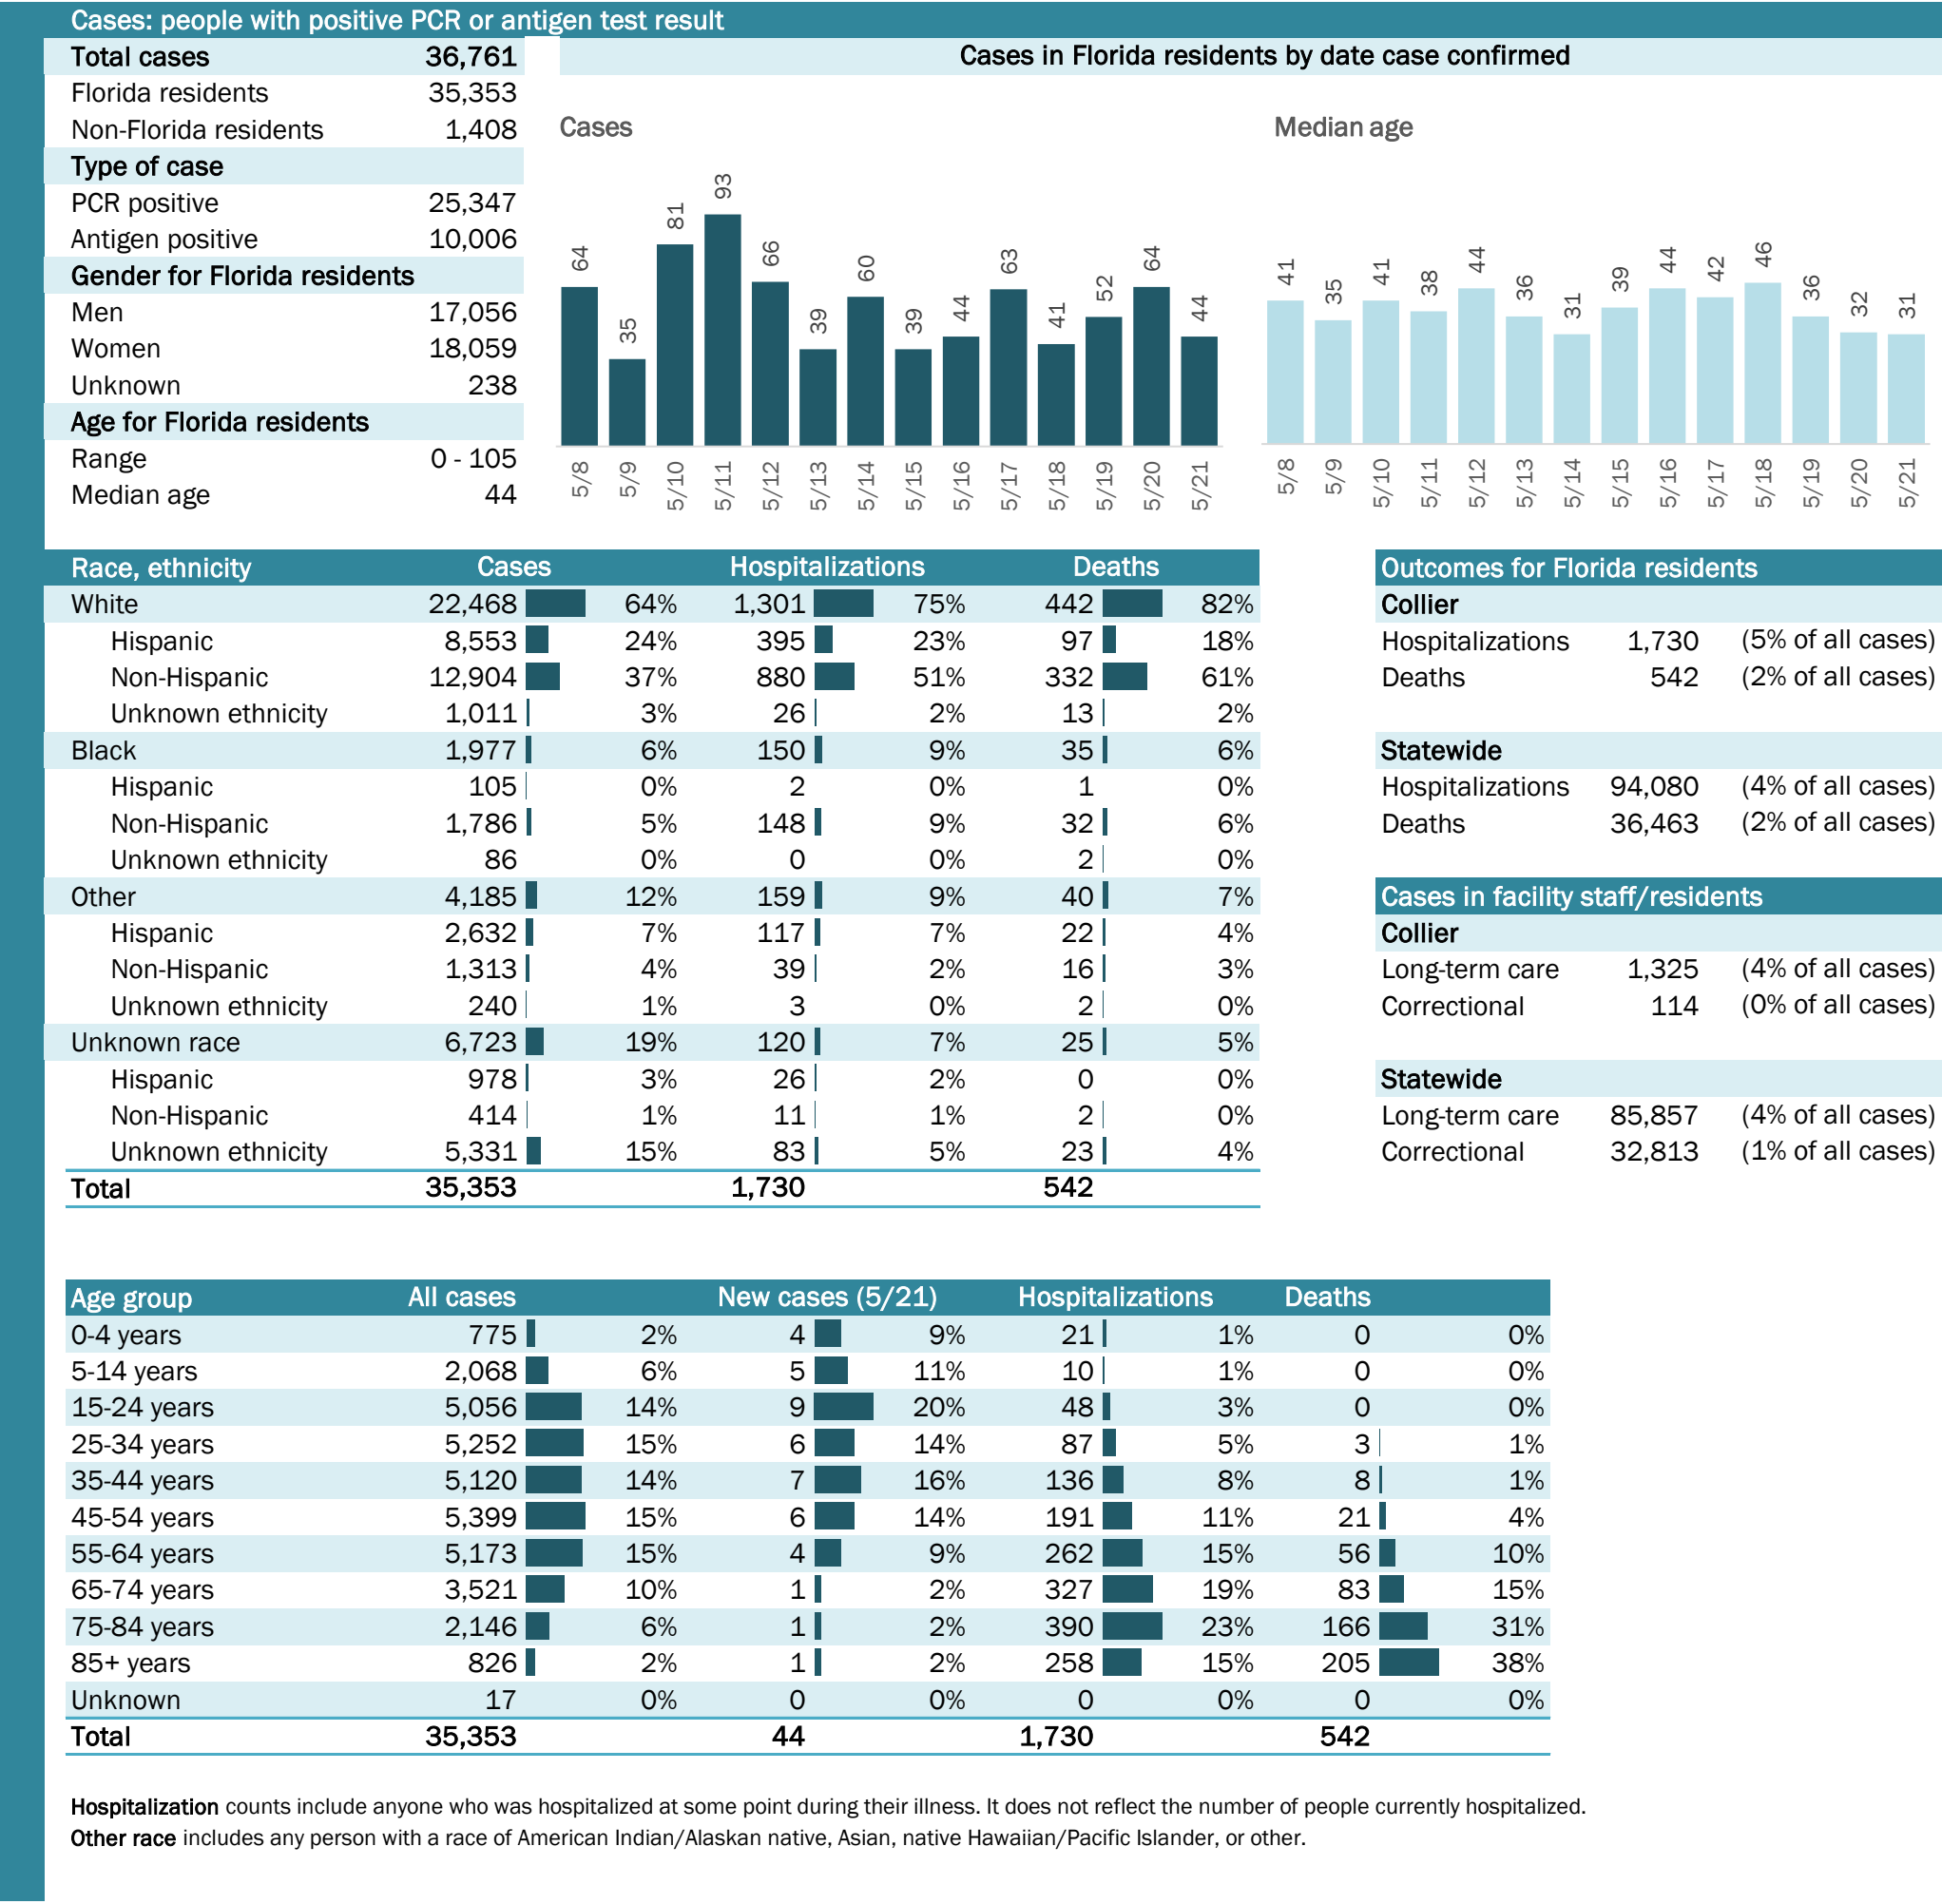 Cases: people with positive PCR or antigen test result
Total cases 36,761
Florida residents 35,353
Non-Florida residents 1,408
Type of case
PCR positive 25,347
Antigen positive 10,006
Gender for Florida residents
Men 17,056
Women 18,059
Unknown 238
Age for Florida residents
Range 0 - 105
Median age 44
Cases in Florida residents by date case confirmed
Cases
64 35 81 93 66 39 60 39 44 63 41 52 64 44
5/8 5/9 5/10 5/11 5/12 5/13 5/14 5/15 5/16 5/17 5/18 5/19 5/20 5/21
Median age
41 35 41 38 44 36 31 39 44 42 46 36 32 31
5/8 5/9 5/10 5/11 5/12 5/13 5/14 5/15 5/16 5/17 5/18 5/19 5/20 5/21
Race, ethnicity Cases Hospitalizations Deaths
White 22,468 64% 1,301 75% 442 82%
Hispanic 8,553 24% 395 23% 97 18%
Non-Hispanic 12,904 37% 880 51% 332 61%
Unknown ethnicity 1,011 3% 26 2% 13 2%
Black 1,977 6% 150 9% 35 6%
Hispanic 105 0% 2 0% 1 0%
Non-Hispanic 1,786 5% 148 9% 32 6%
Unknown ethnicity 86 0% 0 0% 2 0%
Other 4,185 12% 159 9% 40 7%
Hispanic 2,632 7% 117 7% 22 4%
Non-Hispanic 1,313 4% 39 2% 16 3%
Unknown ethnicity 240 1% 3 0% 2 0%
Unknown race 6,723 19% 120 7% 25 5%
Hispanic 978 3% 26 2% 0 0%
Non-Hispanic 414 1% 11 1% 2 0%
Unknown ethnicity 5,331 15% 83 5% 23 4%
Total 35,353 1,730 542
Outcomes for Florida residents
Collier
Hospitalizations 1,730 (5% of all cases)
Deaths 542 (2% of all cases)
Statewide
Hospitalizations 94,080 (4% of all cases)
Deaths 36,463 (2% of all cases)
Cases in facility staff/residents
Collier
Long-term care 1,325 (4% of all cases)
Correctional 114 (0% of all cases)
Statewide
Long-term care 85,857 (4% of all cases)
Correctional 32,813 (1% of all cases)
Age group All cases New cases (5/21) Hospitalizations Deaths
0-4 years 775 2% 4 9% 21 1% 0 0%
5-14 years 2,068 6% 5 11% 10 1% 0 0%
15-24 years 5,056 14% 9 20% 48 3% 0 0%
25-34 years 5,252 15% 6 14% 87 5% 3 1%
35-44 years 5,120 14% 7 16% 136 8% 8 1%
45-54 years 5,399 15% 6 14% 191 11% 21 4%
55-64 years 5,173 15% 4 9% 262 15% 56 10%
65-74 years 3,521 10% 1 2% 327 19% 83 15%
75-84 years 2,146 6% 1 2% 390 23% 166 31%
85+ years 826 2% 1 2% 258 15% 205 38%
Unknown 17 0% 0 0% 0 0% 0 0%
Total 35,353 44 1,730 542
Hospitalization counts include anyone who was hospitalized at some point during their illness. It does not reflect the number of people currently hospitalized.
Other race includes any person with a race of American Indian/Alaskan native, Asian, native Hawaiian/Pacific Islander, or other.